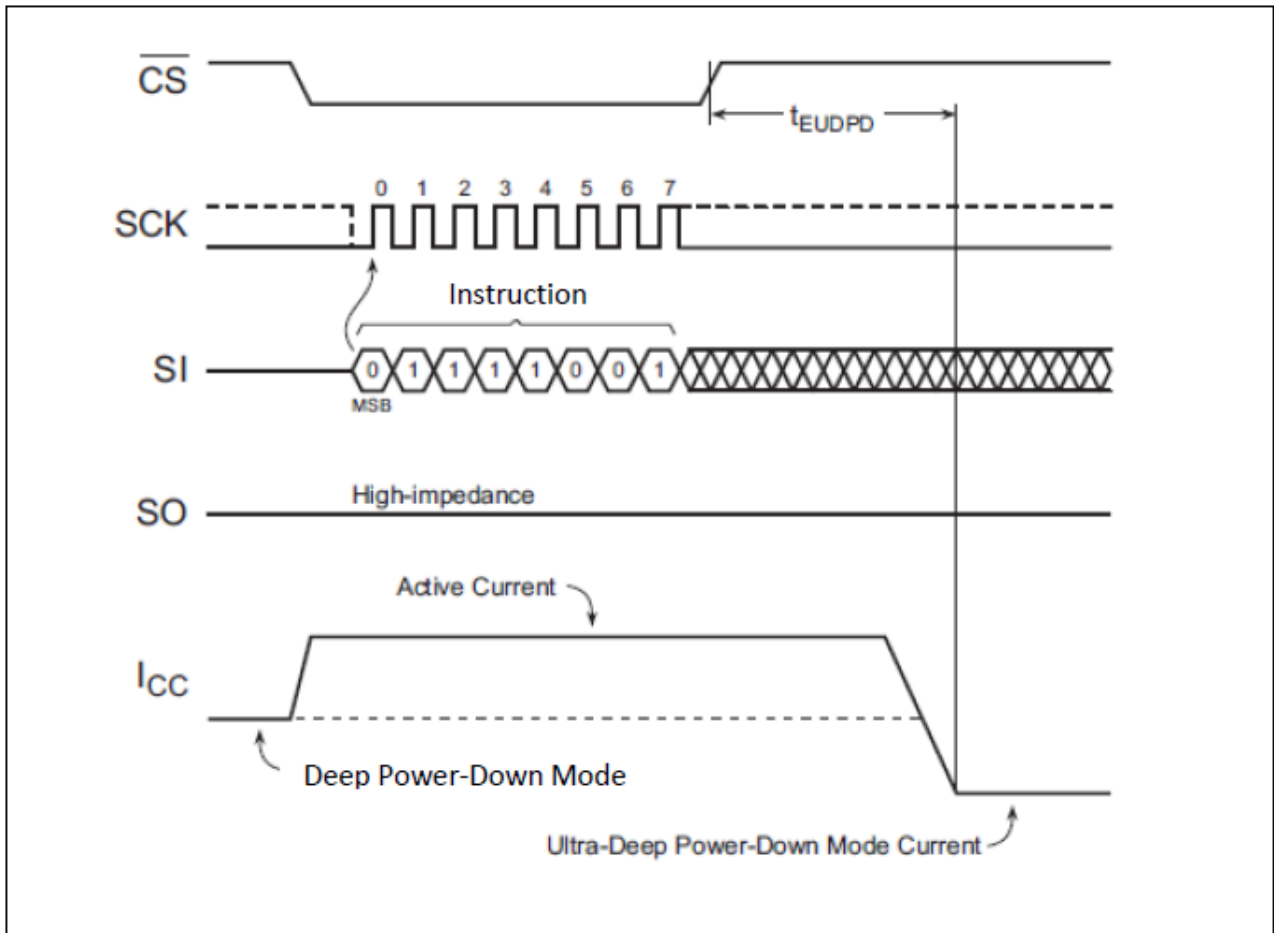 CS
tEUDPD
0 1 2 3 4 5 6 7
SCK
Instruction
SI
0 1 1 1 1 0 0 1
MSB
High-impedance
SO
Active Current
ICC
Deep Power-Down Mode
Ultra-Deep Power-Down Mode Current